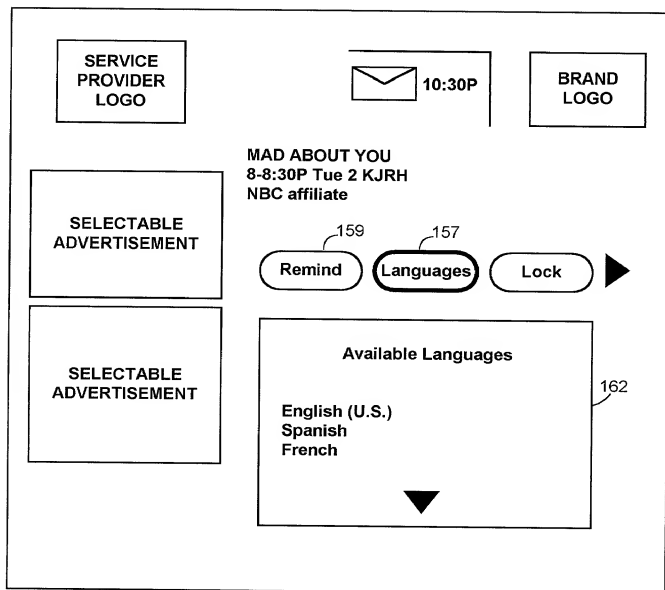 SERVICE
PROVIDER
LOGO
10:30P
BRAND
LOGO
MAD ABOUT YOU
8-8:30P Tue 2 KJRH
NBC affiliate
SELECTABLE
ADVERTISEMENT
159
157
Remind
Languages
Lock
SELECTABLE
ADVERTISEMENT
Available Languages
162
English (U.S.)
Spanish
French